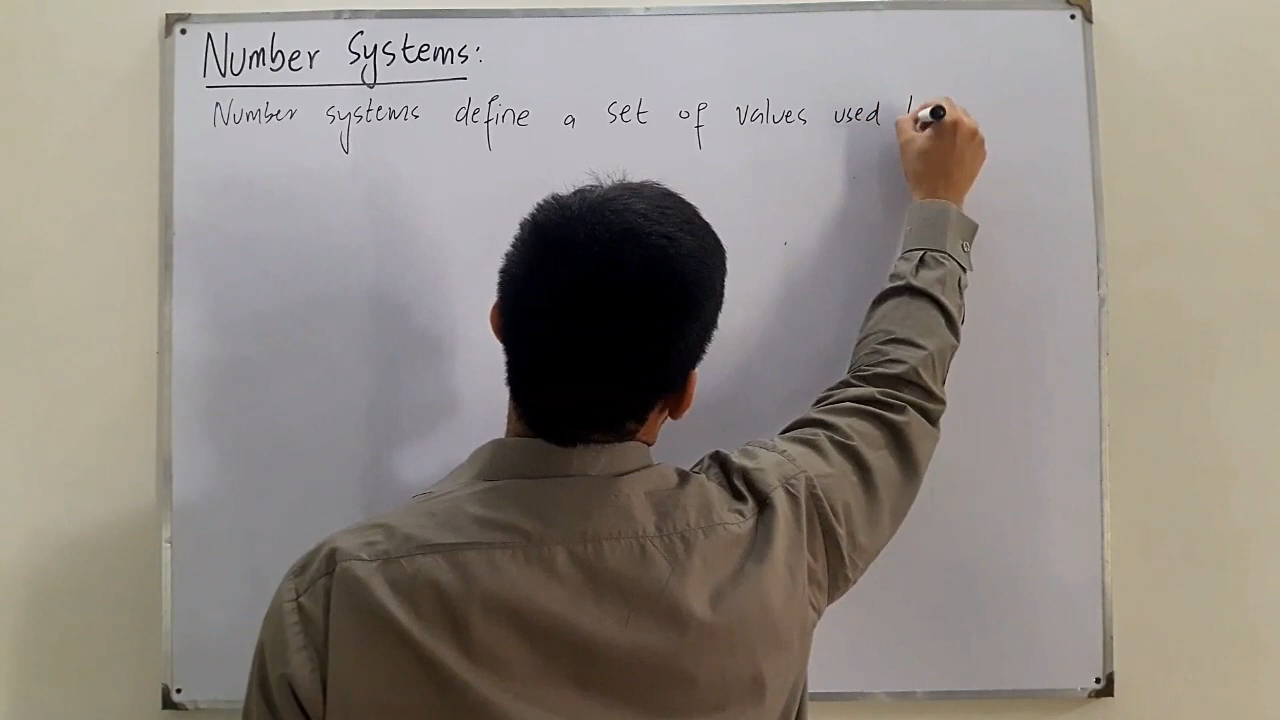 Number Systems:
Number systems define a set of values used